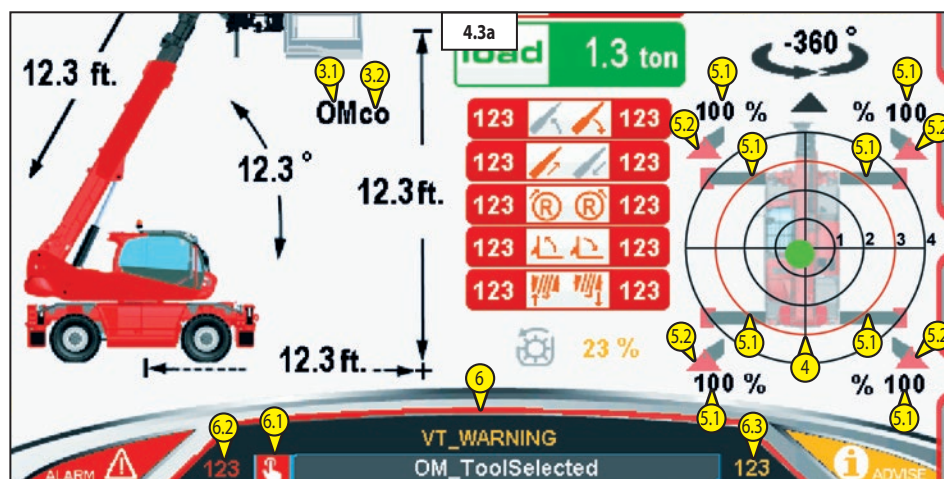 4.3a
load 1.3 ton
-360 °
12.3 ft.
3.1 3.2
OMco
12.3 °
12.3 ft.
12.3 ft.
123 123
123 123
123 R R 123
123 123
123 123
23 %
5.1 5.1
100 % % 100
5.2 5.2
5.1 5.1
1 2 3 4
5.1 5.1
5.2 5.2
4
100 % % 100
5.1 5.1
6
6.2 6.1 6.3
VT_WARNING
ALARM 123 OM_ToolSelected 123 i ADVISE